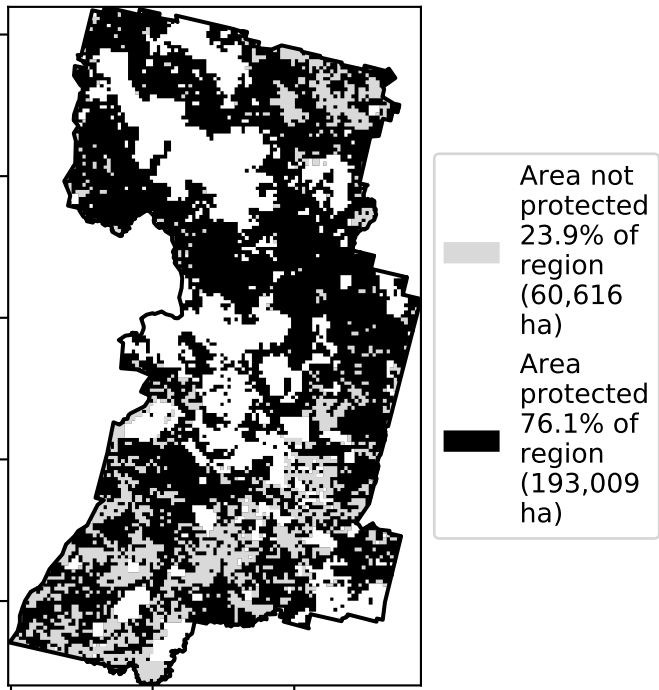 Area not
protected
23.9% of
region
(60,616
ha)
Area
protected
76.1% of
region
(193,009
ha)